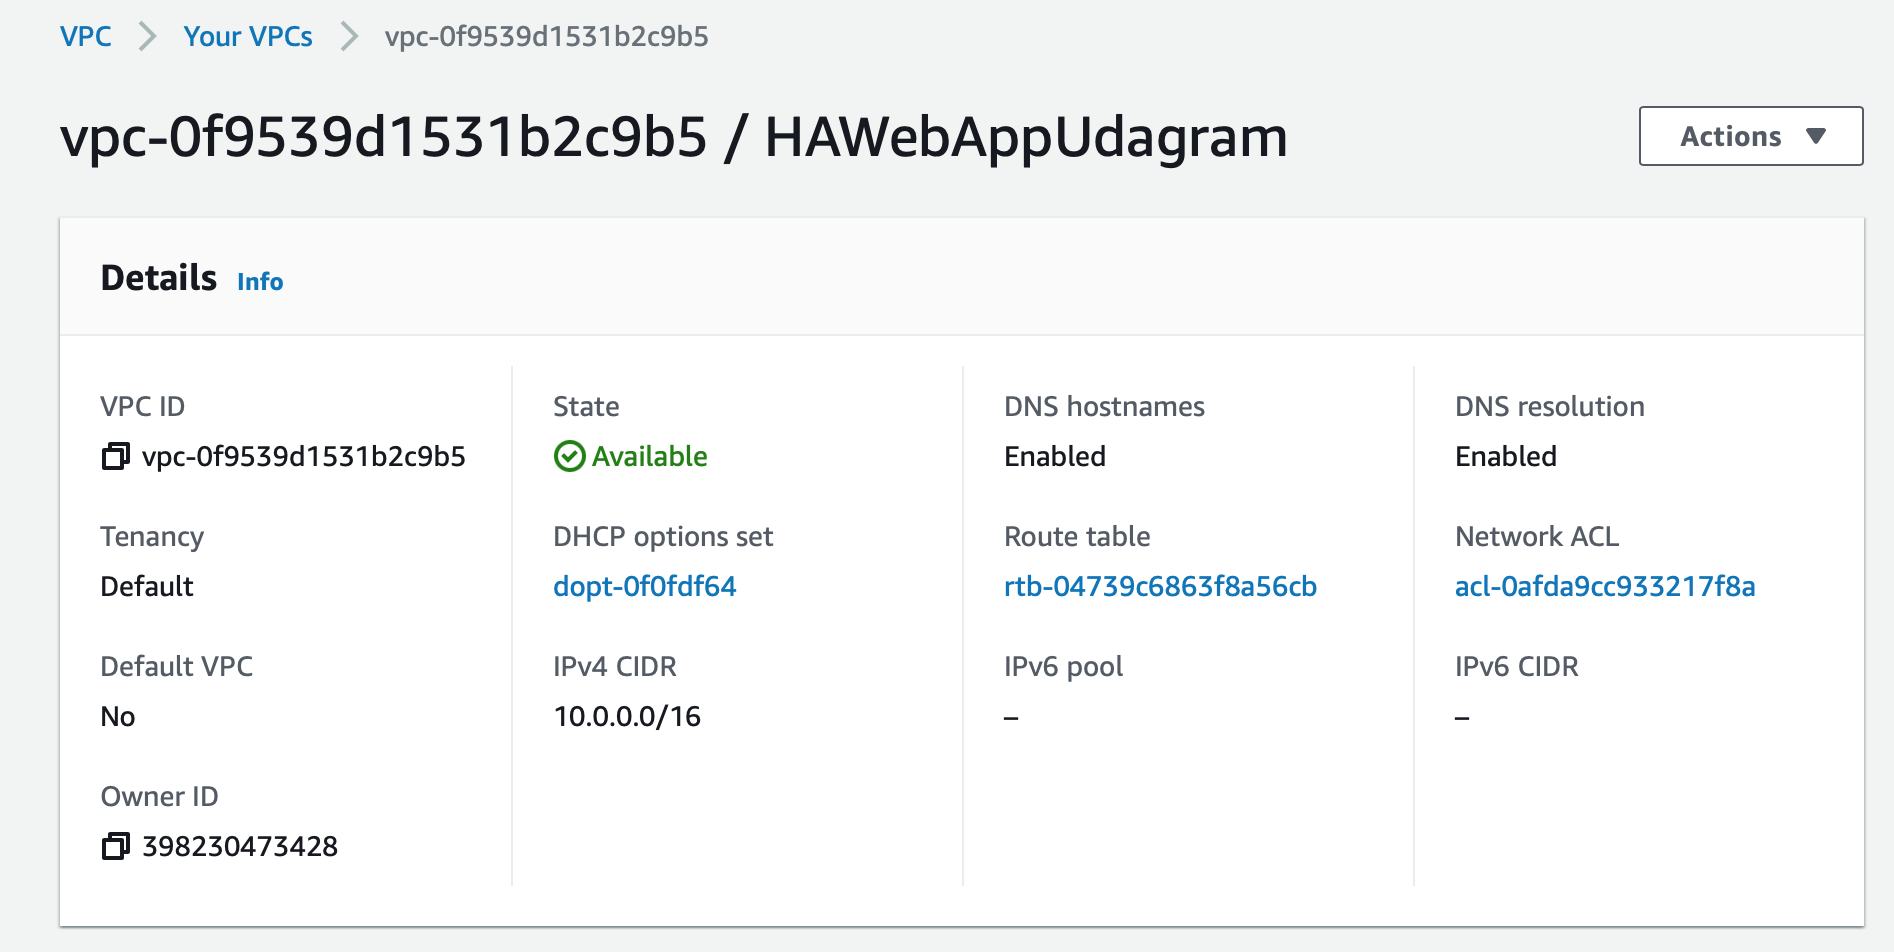 VPC > Your VPCs > vpc-0f9539d1531b2c9b5
vpc-0f9539d1531b2c9b5 / HAWebAppUdagram
Actions
Details Info
VPC ID
vpc-0f9539d1531b2c9b5
State
Available
DNS hostnames
Enabled
DNS resolution
Enabled
Tenancy
Default
DHCP options set
dopt-0f0fdf64
Route table
rtb-04739c6863f8a56cb
Network ACL
acl-0afda9cc933217f8a
Default VPC
No
IPv4 CIDR
10.0.0.0/16
IPv6 pool
–
IPv6 CIDR
–
Owner ID
398230473428